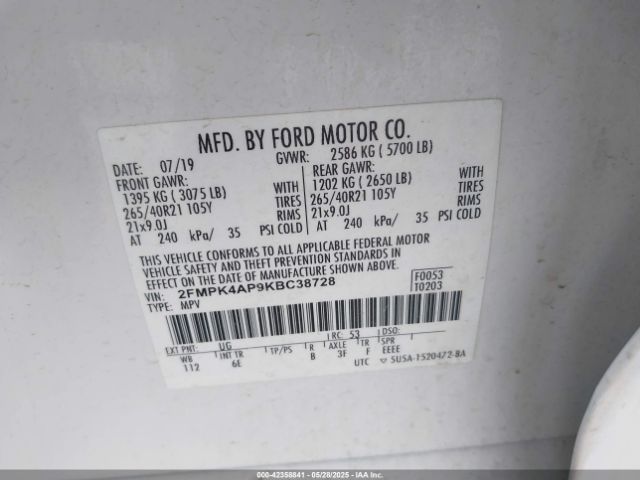 MFD. BY FORD MOTOR CO.
DATE: 07/19 GVWR: 2586 KG ( 5700 LB)
FRONT GAWR: REAR GAWR:
1395 KG ( 3075 LB) WITH 1202 KG ( 2650 LB) WITH
265/40R21 105Y TIRES 265/40R21 105Y TIRES
21x9.0J RIMS 21x9.0J RIMS
AT 240 kPa/ 35 PSI COLD AT 240 kPa/ 35 PSI COLD
THIS VEHICLE CONFORMS TO ALL APPLICABLE FEDERAL MOTOR
VEHICLE SAFETY AND THEFT PREVENTION STANDARDS IN EFFECT ON
THE DATE OF MANUFACTURE SHOWN ABOVE.
VIN: 2FMPK4AP9KBC38728 F0053
TYPE: MPV T0203
EXT PNT: UG RC: 53 DSO:
WB INT TR TP/PS R AXLE TR SPR
112 6E B 3F F EEEE
UTC 5U5A-1520472-BA
000-42358841 - 05/28/2025 - IAAI.COM